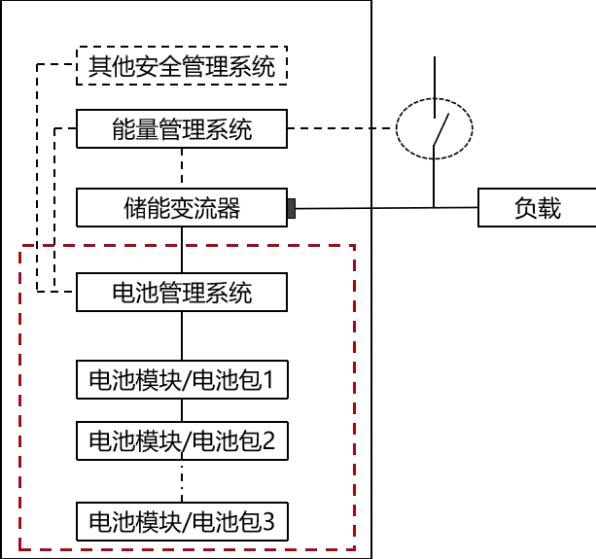 其他安全管理系统
能量管理系统
储能变流器
负载
电池管理系统
电池模块/电池包1
电池模块/电池包2
电池模块/电池包3